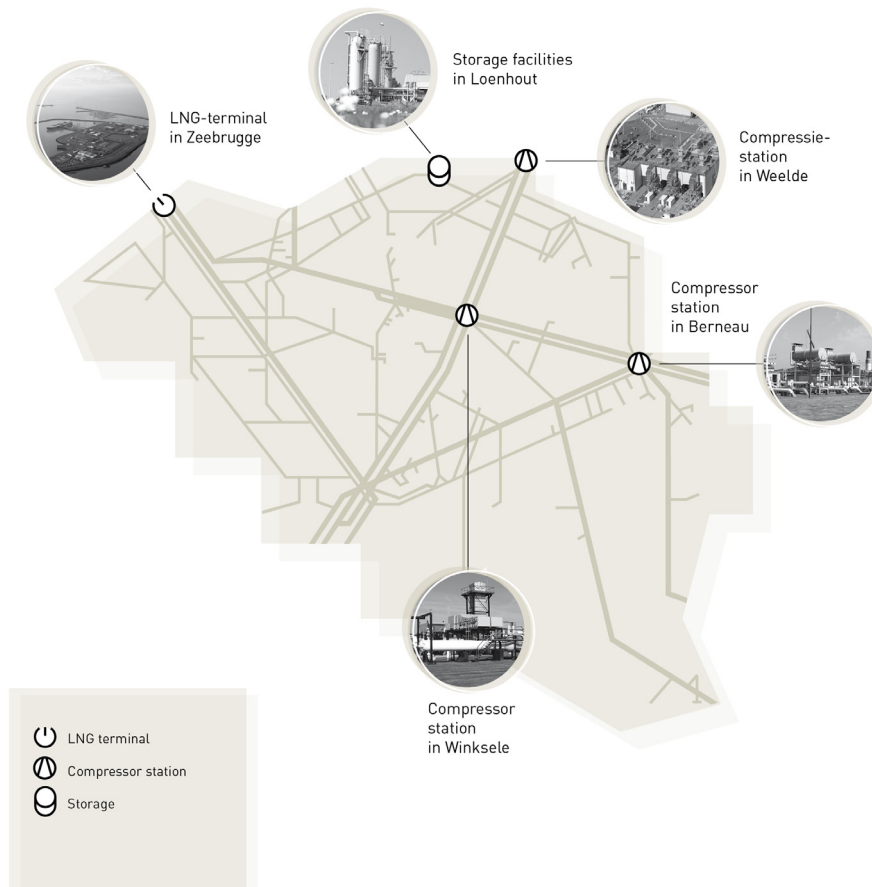 Storage facilities
in Loenhout
LNG-terminal
in Zeebrugge
Compressie-
station
in Weelde
Compressor
station
in Berneau
Compressor
station
in Winksele
LNG terminal
Compressor station
Storage